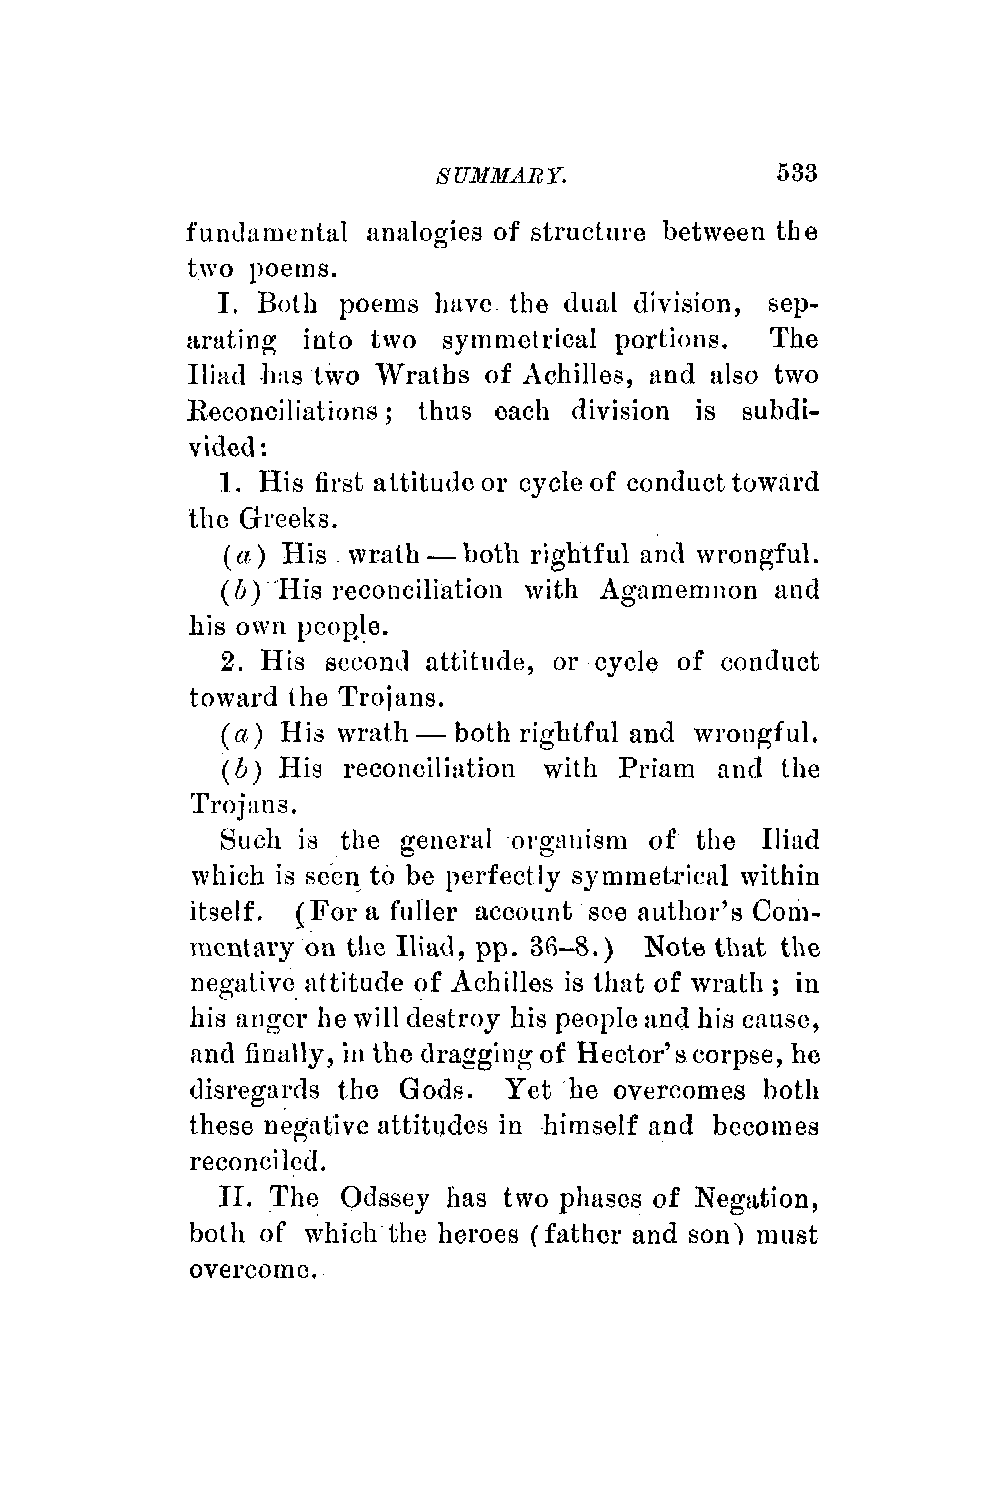 SUMMARY. 533
fundamental analogies of structure between the
two poems.
I. Both poems have the dual division, sep-
arating into two symmetrical portions. The
Iliad has two Wraths of Achilles, and also two
Reconciliations; thus each division is subdi-
vided:
1. His first attitude or cycle of conduct toward
the Greeks.
(a) His wrath — both rightful and wrongful.
(b) His reconciliation with Agamemnon and
his own people.
2. His second attitude, or cycle of conduct
toward the Trojans.
(a) His wrath — both rightful and wrongful.
(b) His reconciliation with Priam and the
Trojans.
Such is the general organism of the Iliad
which is seen to be perfectly symmetrical within
itself. (For a fuller account see author's Com-
mentary on the Iliad, pp. 36–8.) Note that the
negative attitude of Achilles is that of wrath; in
his anger he will destroy his people and his cause,
and finally, in the dragging of Hector's corpse, he
disregards the Gods. Yet he overcomes both
these negative attitudes in himself and becomes
reconciled.
II. The Odssey has two phases of Negation,
both of which the heroes (father and son) must
overcome.